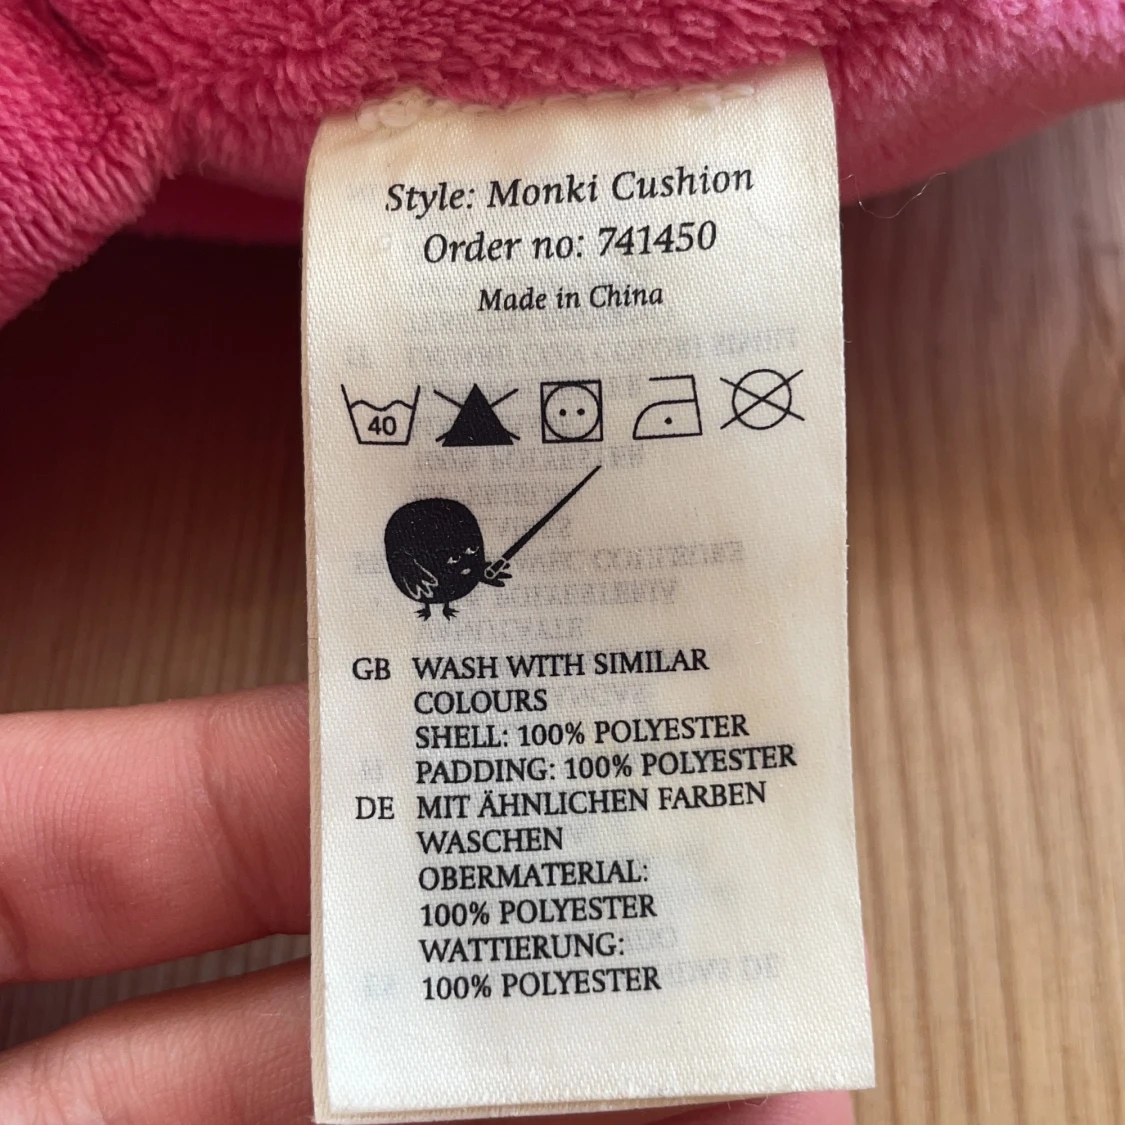 Style: Monki Cushion
Order no: 741450
Made in China
40
GB WASH WITH SIMILAR
COLOURS
SHELL: 100% POLYESTER
PADDING: 100% POLYESTER
DE MIT ÄHNLICHEN FARBEN
WASCHEN
OBERMATERIAL:
100% POLYESTER
WATTIERUNG:
100% POLYESTER